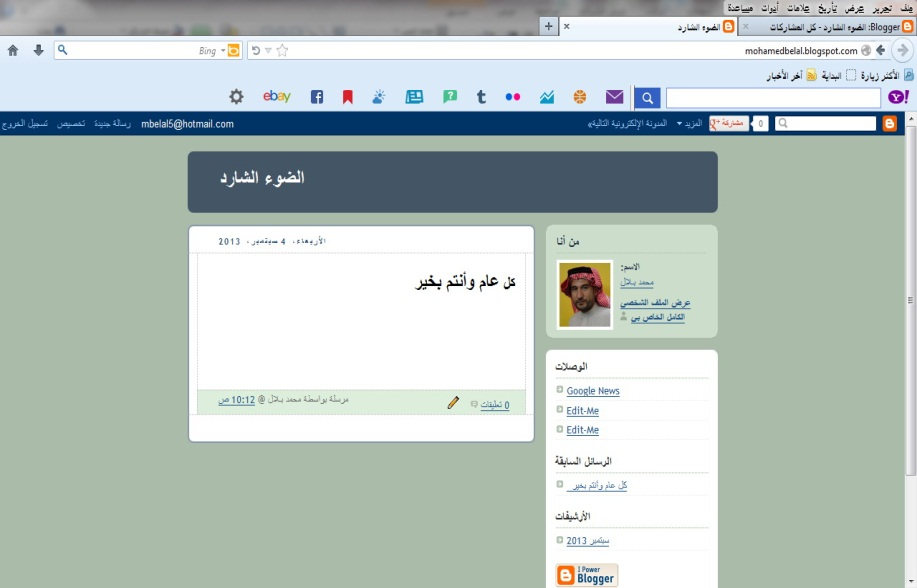 ملف تحرير عرض تأريخ علامات أدوات مساعدة
Blogger: الضوء الشارد - كل المشاركات
الضوء الشارد
mohamedbelal.blogspot.com
Bing
الأكثر زيارة البداية آخر الأخبار
Y!
ebay
المزيد المدونة الإلكترونية التالية»
مشاركة
0
mbelal5@hotmail.com رسالة جديدة تخصيص تسجيل الخروج
الضوء الشارد
من أنا
الاسم:
محمد بلال
عرض الملف الشخصي
الكامل الخاص بي
الأربعاء، 4 سبتمبر، 2013
كل عام وأنتم بخير
مرسلة بواسطة محمد بلال @ 10:12 ص
0 تعليقات
الوصلات
Google News
Edit-Me
Edit-Me
الرسائل السابقة
كل عام وأنتم بخير
الأرشيفات
سبتمبر 2013
I Power
Blogger